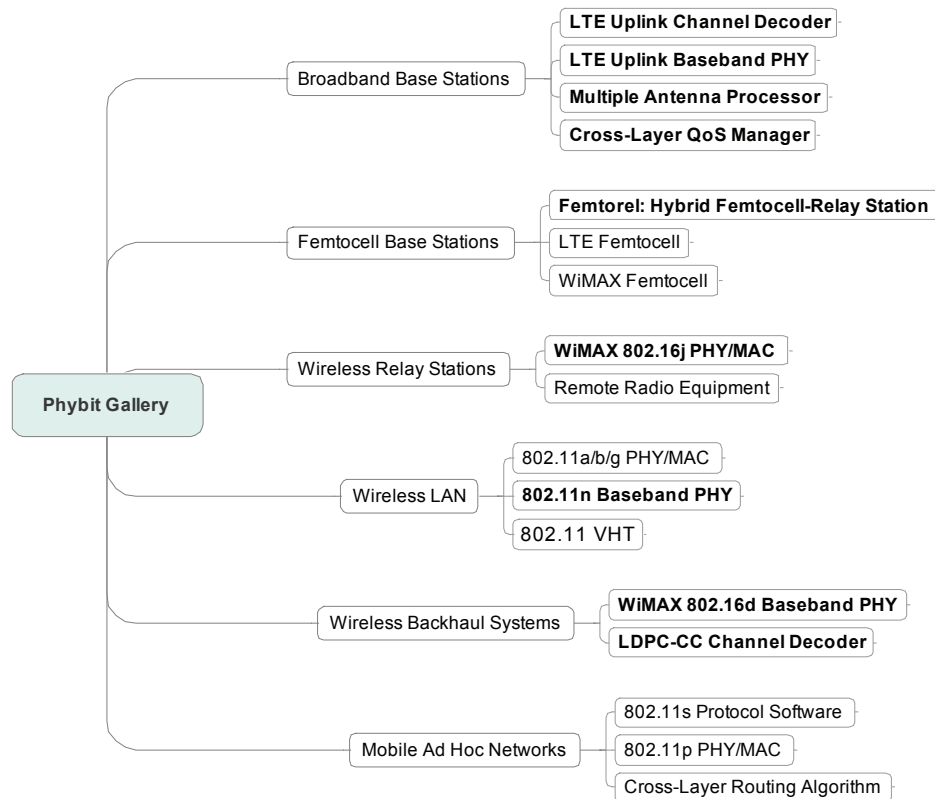 Phybit Gallery
Broadband Base Stations
LTE Uplink Channel Decoder
LTE Uplink Baseband PHY
Multiple Antenna Processor
Cross-Layer QoS Manager
Femtocell Base Stations
Femtorel: Hybrid Femtocell-Relay Station
LTE Femtocell
WiMAX Femtocell
Wireless Relay Stations
WiMAX 802.16j PHY/MAC
Remote Radio Equipment
Wireless LAN
802.11a/b/g PHY/MAC
802.11n Baseband PHY
802.11 VHT
Wireless Backhaul Systems
WiMAX 802.16d Baseband PHY
LDPC-CC Channel Decoder
Mobile Ad Hoc Networks
802.11s Protocol Software
802.11p PHY/MAC
Cross-Layer Routing Algorithm